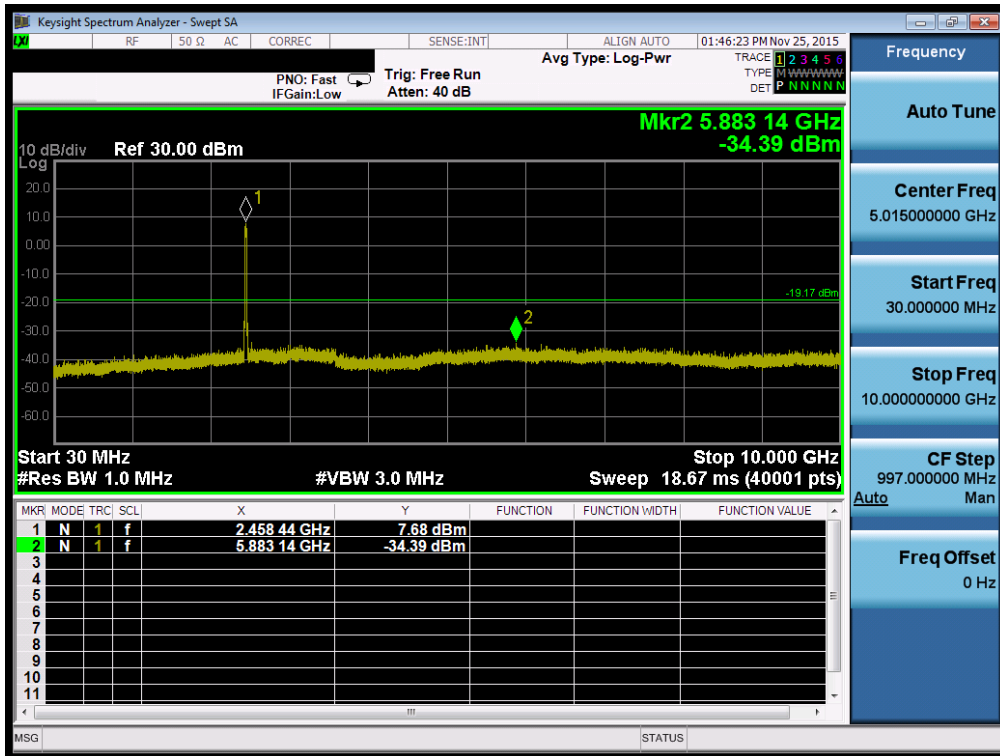 Keysight Spectrum Analyzer - Swept SA
LXI RF 50 Ω AC CORREC SENSE:INT ALIGN AUTO 01:46:23 PM Nov 25, 2015
Frequency
Avg Type: Log-Pwr TRACE 1 2 3 4 5 6
PNO: Fast Trig: Free Run TYPE M WWWWW
IFGain:Low Atten: 40 dB DET P N N N N N
Auto Tune
Mkr2 5.883 14 GHz
-34.39 dBm
10 dB/div Ref 30.00 dBm
Log
20.0
10.0
0.00
-10.0
-20.0
-30.0
-40.0
-50.0
-60.0
1
-19.17 dBm
2
Start 30 MHz Stop 10.000 GHz
#Res BW 1.0 MHz #VBW 3.0 MHz Sweep 18.67 ms (40001 pts)
Center Freq
5.015000000 GHz
Start Freq
30.000000 MHz
Stop Freq
10.000000000 GHz
CF Step
997.000000 MHz
Auto Man
Freq Offset
0 Hz
MKR MODE TRC SCL X Y FUNCTION FUNCTION WIDTH FUNCTION VALUE
1 N 1 f 2.458 44 GHz 7.68 dBm
2 N 1 f 5.883 14 GHz -34.39 dBm
3
4
5
6
7
8
9
10
11
MSG STATUS